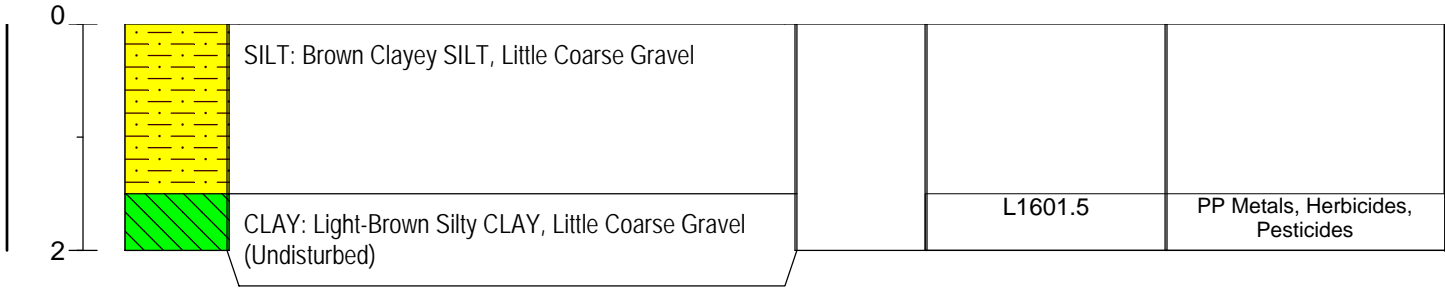 0
SILT: Brown Clayey SILT, Little Coarse Gravel
CLAY: Light-Brown Silty CLAY, Little Coarse Gravel
(Undisturbed)
L1601.5
PP Metals, Herbicides,
Pesticides
2